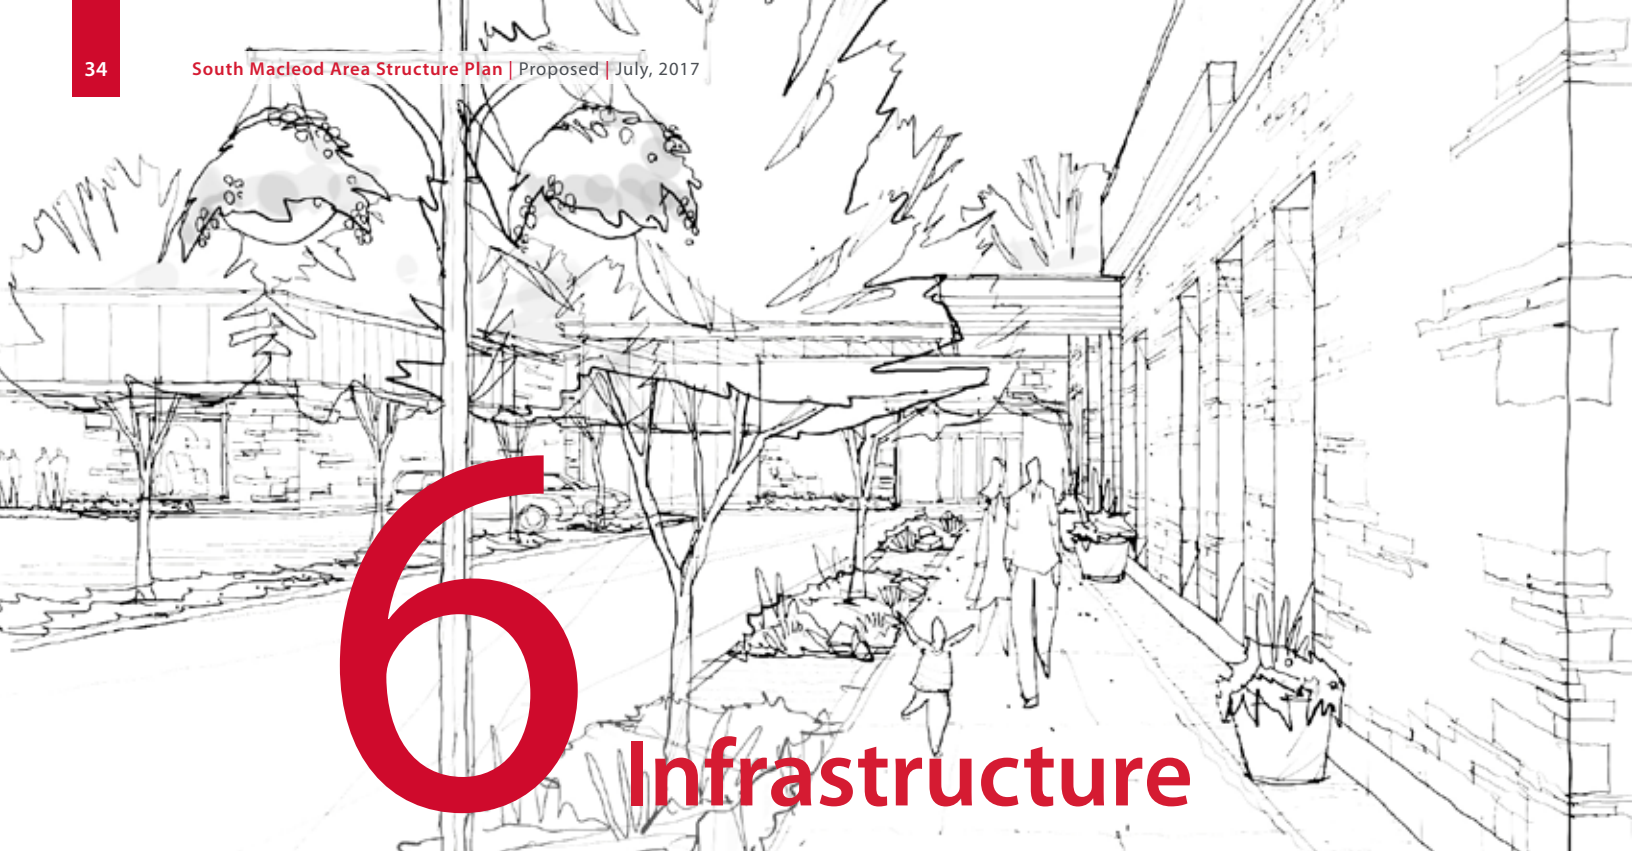 34
South Macleod Area Structure Plan | Proposed | July, 2017
6
Infrastructure